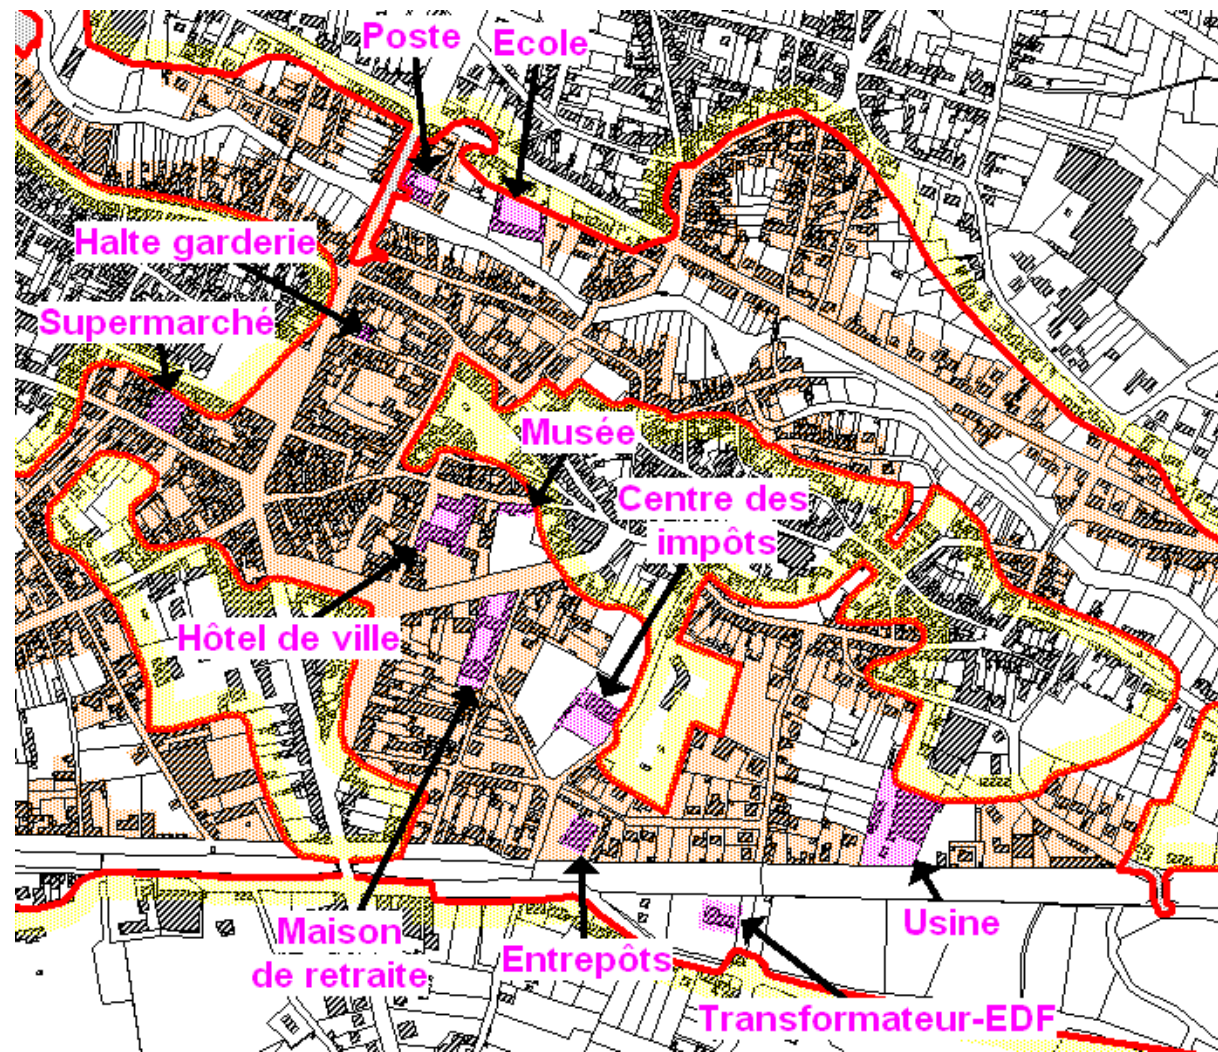 Poste
Ecole
Halte garderie
Supermarché
Musée
Centre des
impôts
Hôtel de ville
Maison
de retraite
Entrepôts
Usine
Transformateur-EDF